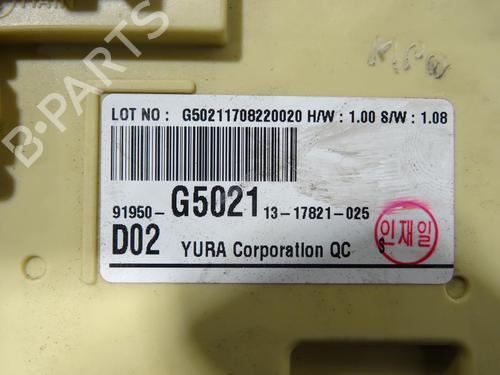 MAIN
LOT NO : G50211708220020 H/W : 1.00 S/W : 1.08
91950- G5021 13-17821-025
D02 YURA Corporation QC
인재일